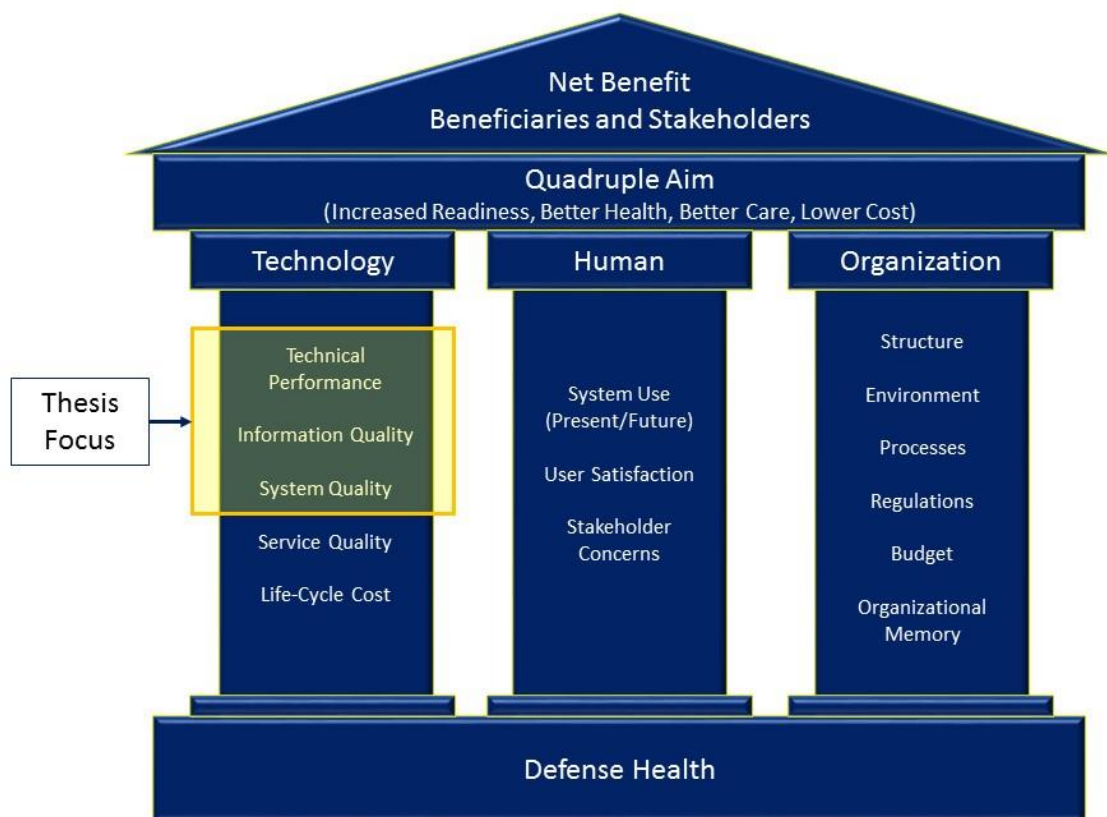 Net Benefit
Beneficiaries and Stakeholders
Quadruple Aim
(Increased Readiness, Better Health, Better Care, Lower Cost)
Technology
Human
Organization
Thesis
Focus
Technical
Performance
Information Quality
System Quality
Service Quality
Life-Cycle Cost
System Use
(Present/Future)
User Satisfaction
Stakeholder
Concerns
Structure
Environment
Processes
Regulations
Budget
Organizational
Memory
Defense Health